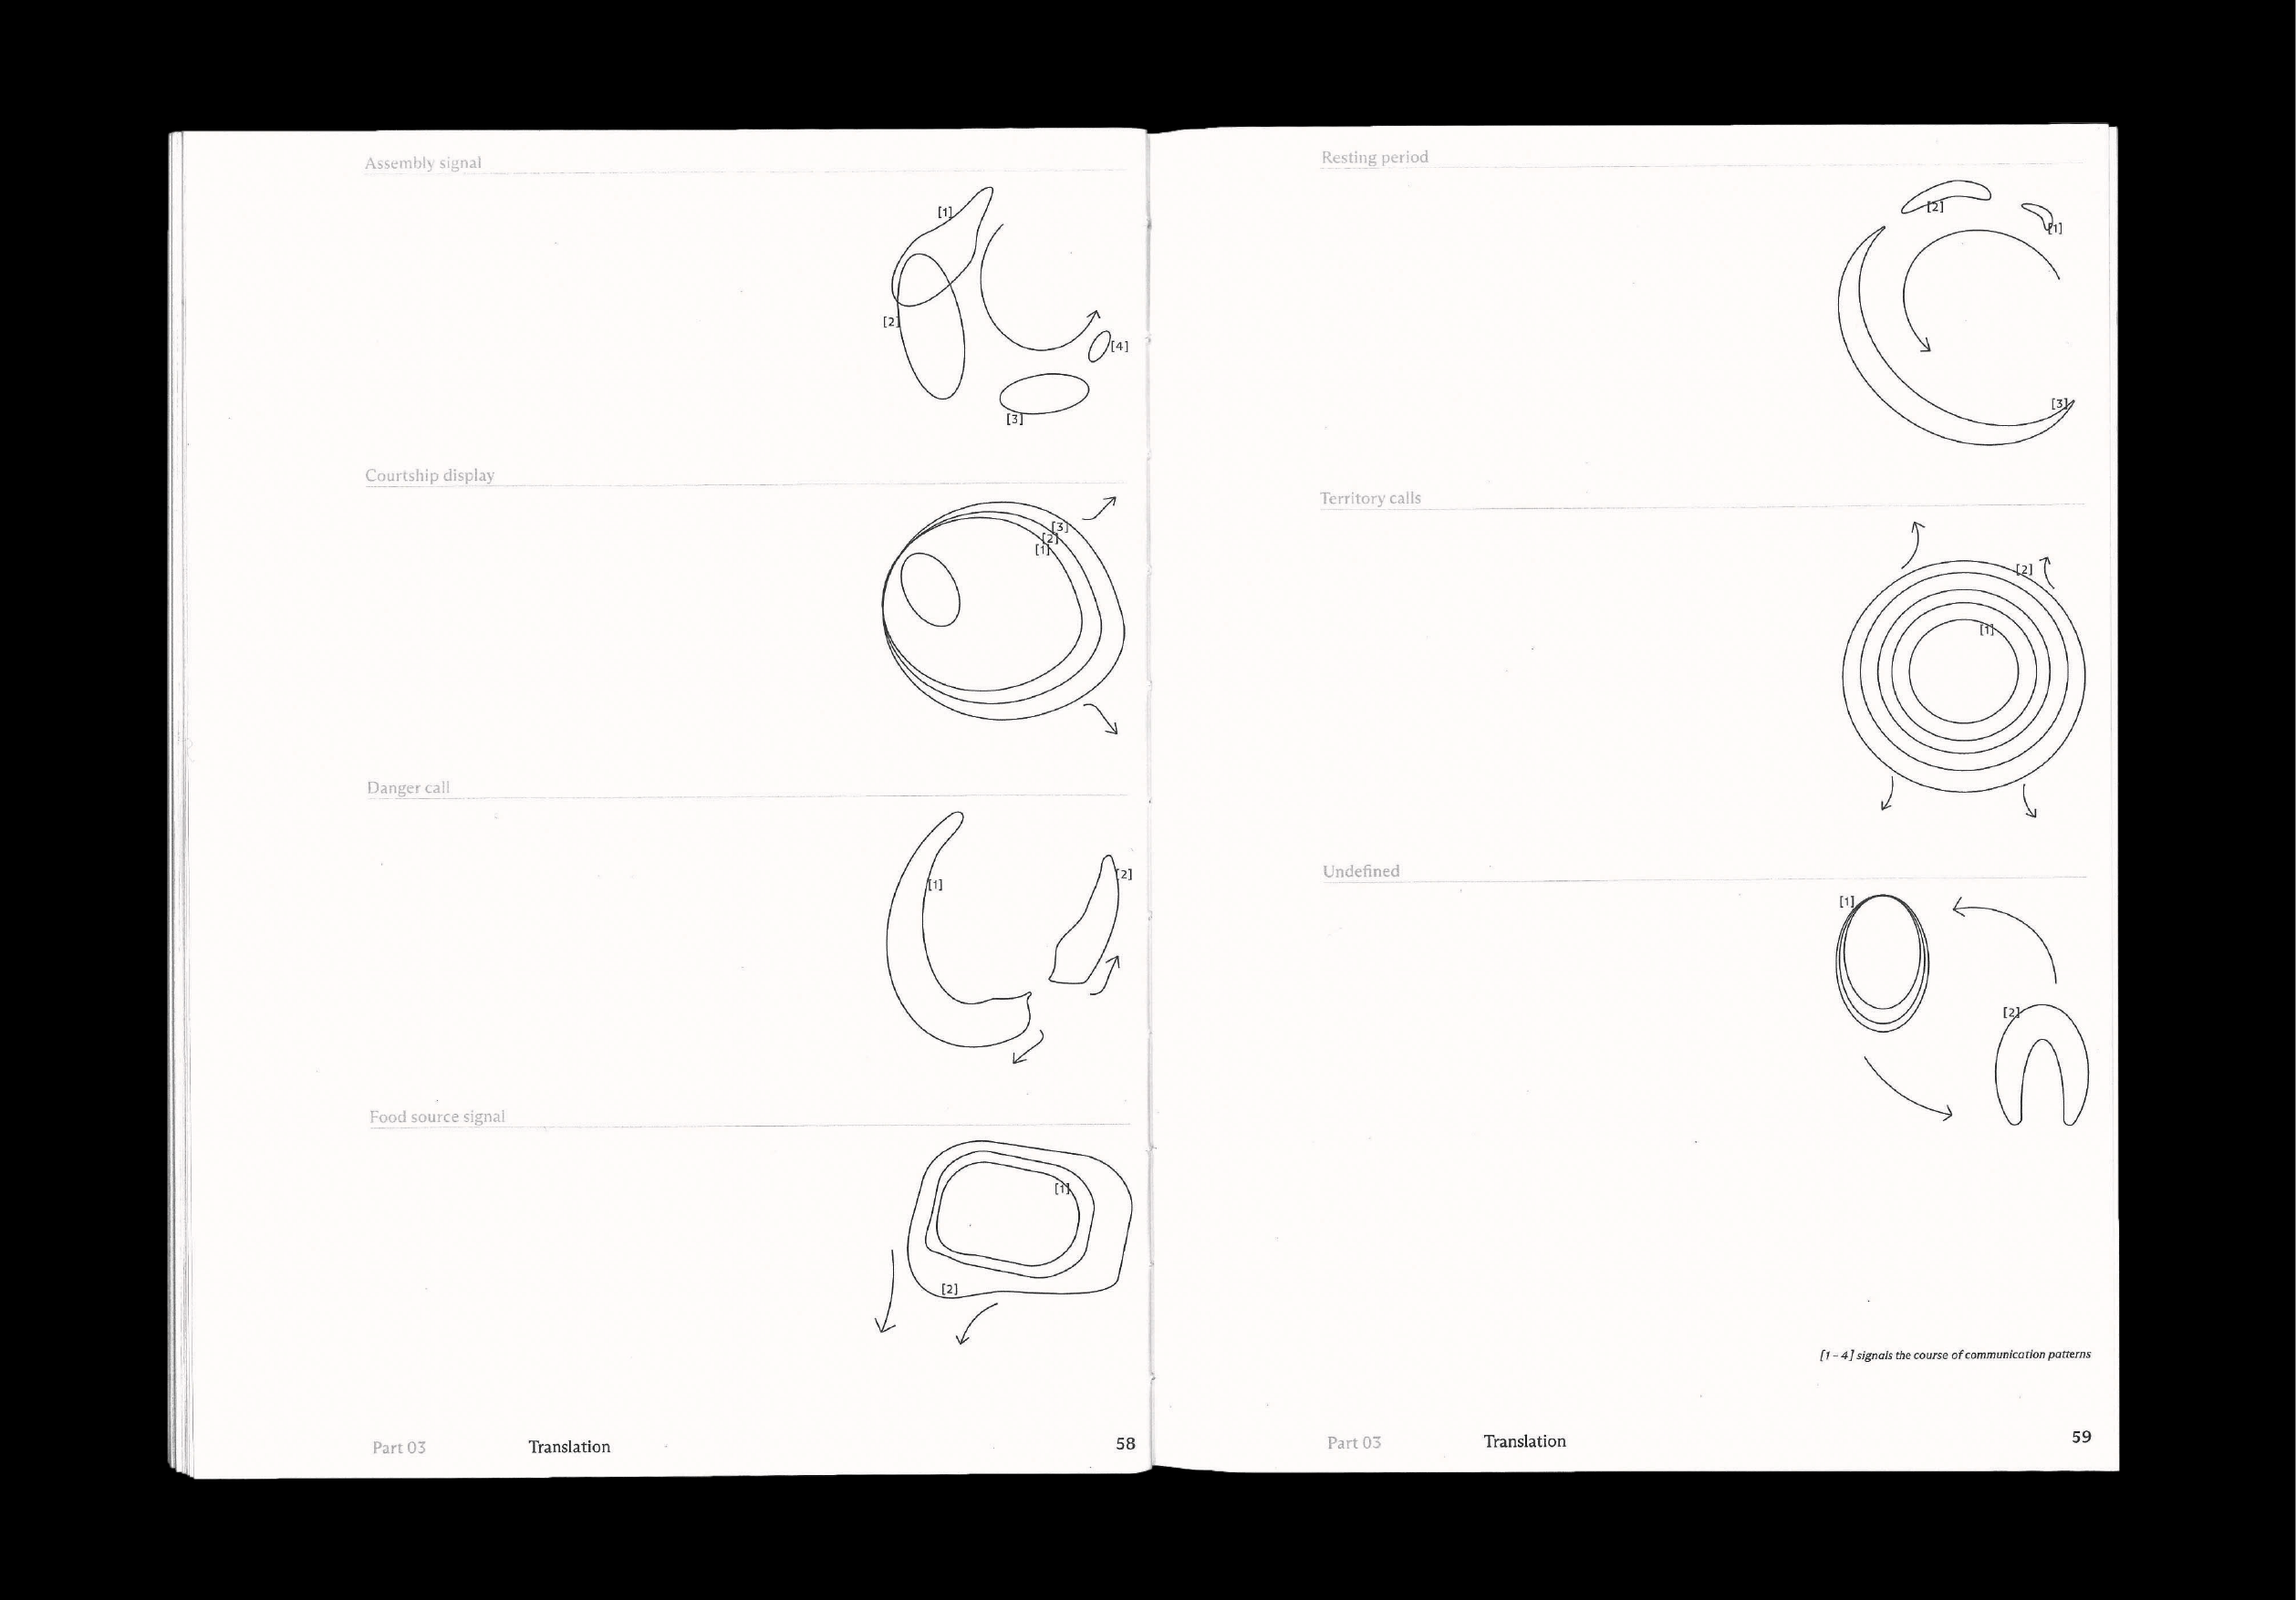 Assembly signal
[1]
[2]
[4]
[3]
Courtship display
[3]
[2]
[1]
Danger call
[1]
[2]
Food source signal
[1]
[2]
Part 03 Translation 58
Resting period
[2]
[1]
[3]
Territory calls
[2]
[1]
Undefined
[1]
[2]
[1 – 4] signals the course of communication patterns
Part 03 Translation 59